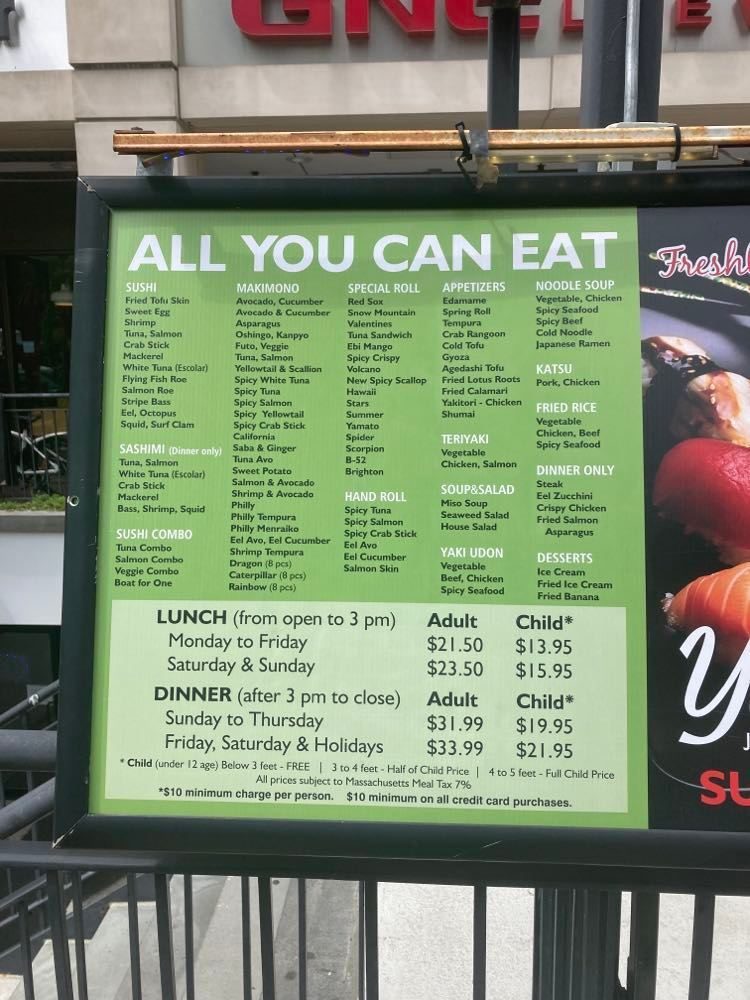 GNC LIVE
ALL YOU CAN EAT
SUSHI
Fried Tofu Skin
Sweet Egg
Shrimp
Tuna, Salmon
Crab Stick
Mackerel
White Tuna (Escolar)
Flying Fish Roe
Salmon Roe
Stripe Bass
Eel, Octopus
Squid, Surf Clam
SASHIMI (Dinner only)
Tuna, Salmon
White Tuna (Escolar)
Crab Stick
Mackerel
Bass, Shrimp, Squid
SUSHI COMBO
Tuna Combo
Salmon Combo
Veggie Combo
Boat for One
MAKIMONO
Avocado, Cucumber
Avocado & Cucumber
Asparagus
Oshingo, Kanpyo
Futo, Veggie
Tuna, Salmon
Yellowtail & Scallion
Spicy White Tuna
Spicy Tuna
Spicy Salmon
Spicy Yellowtail
Spicy Crab Stick
California
Saba & Ginger
Tuna Avo
Sweet Potato
Salmon & Avocado
Shrimp & Avocado
Philly
Philly Tempura
Philly Menraiko
Eel Avo, Eel Cucumber
Shrimp Tempura
Dragon (8 pcs)
Caterpillar (8 pcs)
Rainbow (8 pcs)
SPECIAL ROLL
Red Sox
Snow Mountain
Valentines
Tuna Sandwich
Ebi Mango
Spicy Crispy
Volcano
New Spicy Scallop
Hawaii
Stars
Summer
Yamato
Spider
Scorpion
B-52
Brighton
HAND ROLL
Spicy Tuna
Spicy Salmon
Spicy Crab Stick
Eel Avo
Eel Cucumber
Salmon Skin
APPETIZERS
Edamame
Spring Roll
Tempura
Crab Rangoon
Cold Tofu
Gyoza
Agedashi Tofu
Fried Lotus Roots
Fried Calamari
Yakitori - Chicken
Shumai
TERIYAKI
Vegetable
Chicken, Salmon
SOUP&SALAD
Miso Soup
Seaweed Salad
House Salad
YAKI UDON
Vegetable
Beef, Chicken
Spicy Seafood
NOODLE SOUP
Vegetable, Chicken
Spicy Seafood
Spicy Beef
Cold Noodle
Japanese Ramen
KATSU
Pork, Chicken
FRIED RICE
Vegetable
Chicken, Beef
Spicy Seafood
DINNER ONLY
Steak
Eel Zucchini
Crispy Chicken
Fried Salmon
Asparagus
DESSERTS
Ice Cream
Fried Ice Cream
Fried Banana
LUNCH (from open to 3 pm) Adult Child*
Monday to Friday $21.50 $13.95
Saturday & Sunday $23.50 $15.95
DINNER (after 3 pm to close) Adult Child*
Sunday to Thursday $31.99 $19.95
Friday, Saturday & Holidays $33.99 $21.95
* Child (under 12 age) Below 3 feet - FREE | 3 to 4 feet - Half of Child Price | 4 to 5 feet - Full Child Price
All prices subject to Massachusetts Meal Tax 7%
*$10 minimum charge per person. $10 minimum on all credit card purchases.